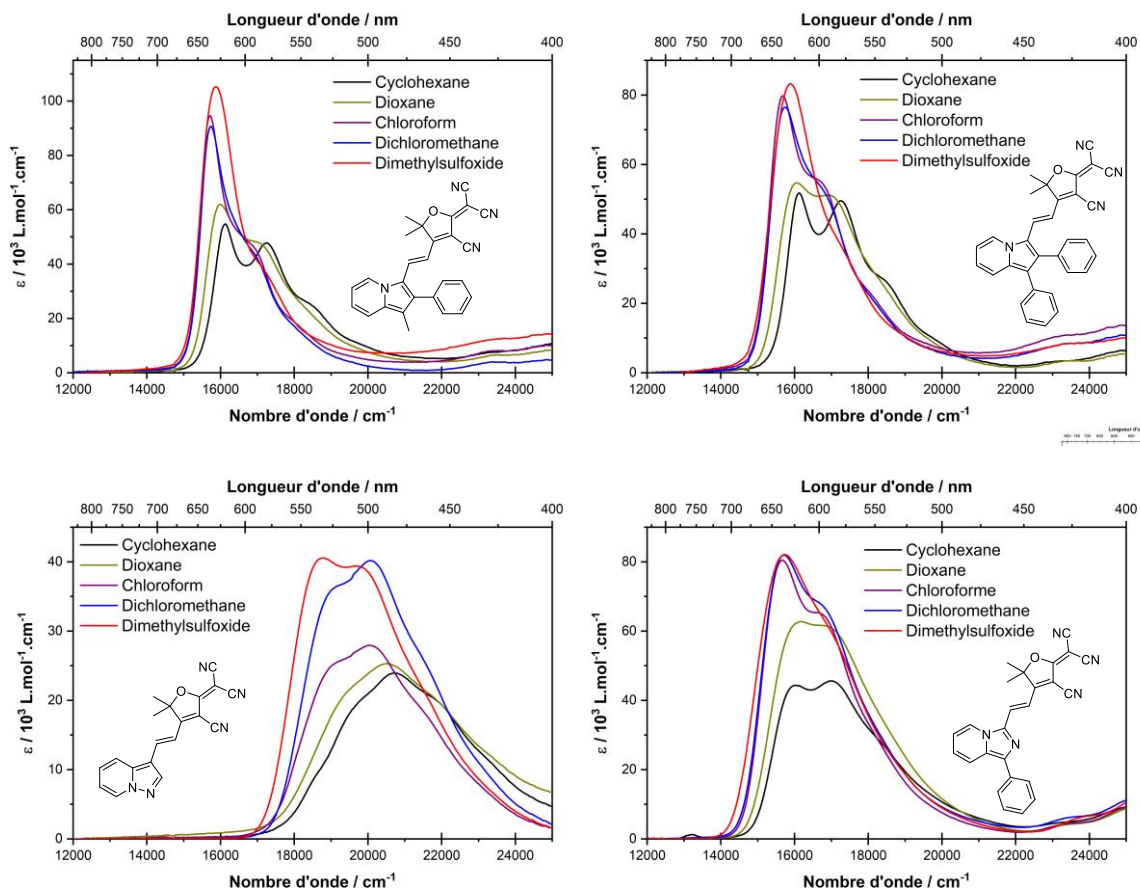 Longueur d'onde / nm
800 750 700 650 600 550 500 450 400
ε / 10³ L.mol⁻¹.cm⁻¹
100
80
60
40
20
0
Cyclohexane
Dioxane
Chloroform
Dichloromethane
Dimethylsulfoxide
NC
CN
O
CN
N
12000 14000 16000 18000 20000 22000 24000
Nombre d'onde / cm⁻¹
Longueur d'onde / nm
800 750 700 650 600 550 500 450 400
ε / 10³ L.mol⁻¹.cm⁻¹
80
60
40
20
0
Cyclohexane
Dioxane
Chloroform
Dichloromethane
Dimethylsulfoxide
NC
CN
O
CN
N
12000 14000 16000 18000 20000 22000 24000
Nombre d'onde / cm⁻¹
Longueur d'onde / nm
800 750 700 650 600 550 500 450 400
ε / 10³ L.mol⁻¹.cm⁻¹
40
30
20
10
0
Cyclohexane
Dioxane
Chloroform
Dichloromethane
Dimethylsulfoxide
NC
CN
O
CN
N
N
12000 14000 16000 18000 20000 22000 24000
Nombre d'onde / cm⁻¹
Longueur d'onde / nm
800 750 700 650 600 550 500 450 400
ε / 10³ L.mol⁻¹.cm⁻¹
80
60
40
20
0
Cyclohexane
Dioxane
Chloroforme
Dichloromethane
Dimethylsulfoxide
NC
CN
O
CN
N
N
12000 14000 16000 18000 20000 22000 24000
Nombre d'onde / cm⁻¹